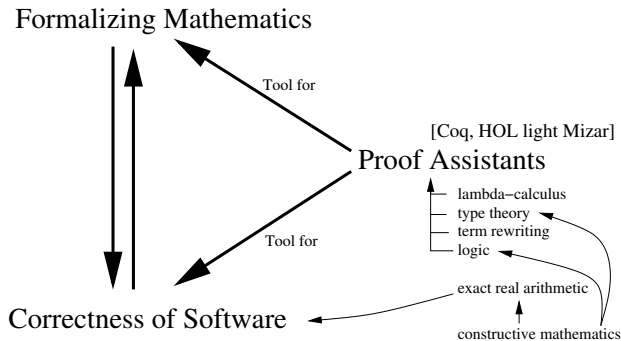 Formalizing Mathematics
Tool for
[Coq, HOL light Mizar]
Proof Assistants
lambda-calculus
type theory
term rewriting
logic
Tool for
exact real arithmetic
Correctness of Software
constructive mathematics